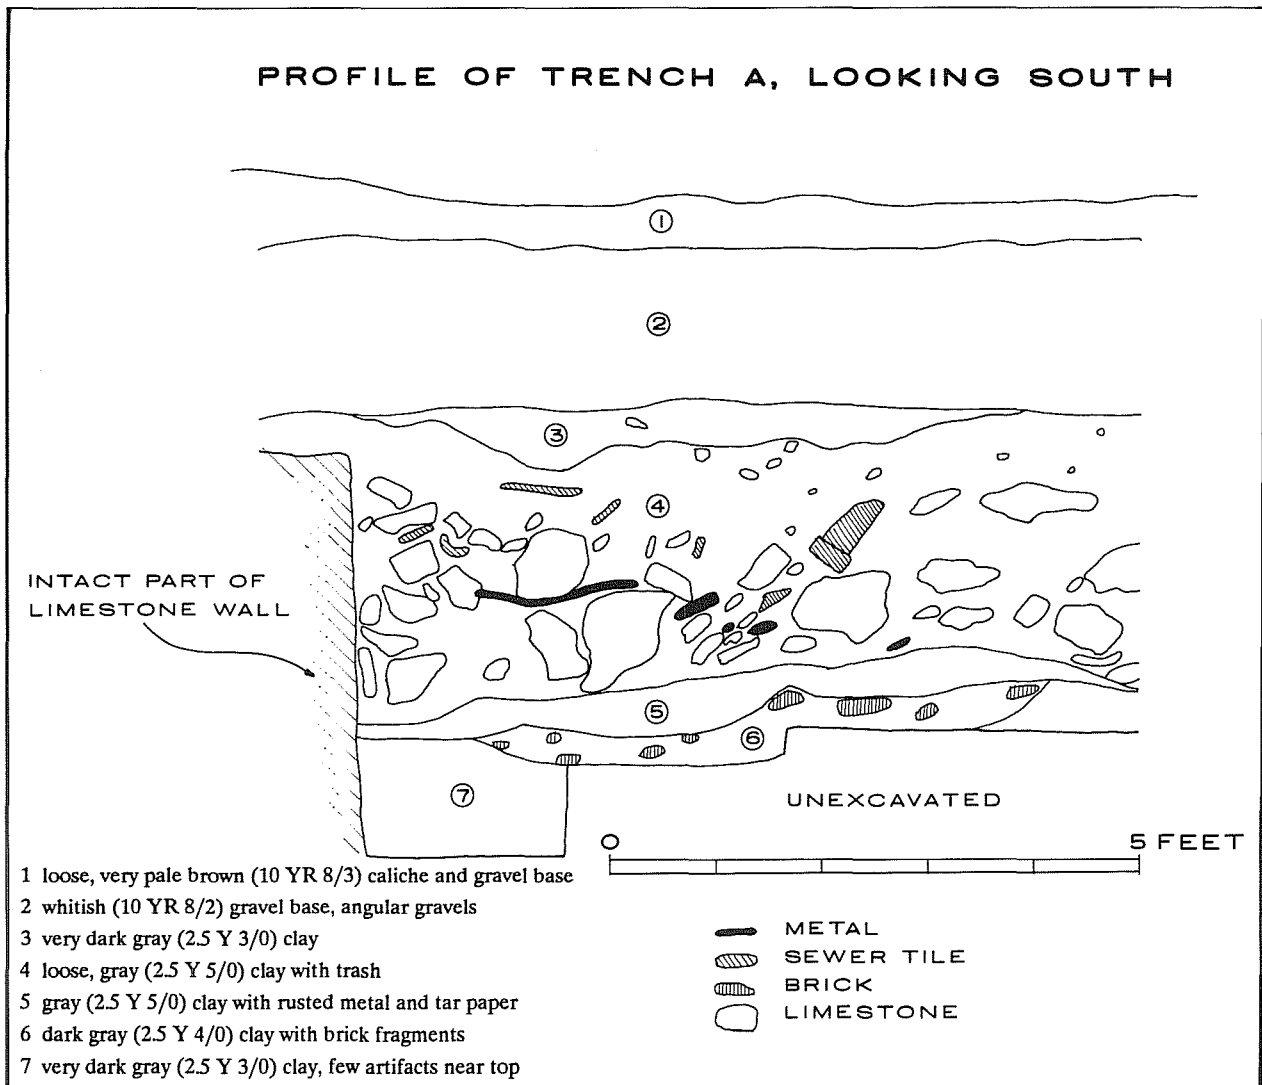 PROFILE OF TRENCH A, LOOKING SOUTH
1
2
3
4
INTACT PART OF
LIMESTONE WALL
5
6
7
UNEXCAVATED
0 5 FEET
1 loose, very pale brown (10 YR 8/3) caliche and gravel base
2 whitish (10 YR 8/2) gravel base, angular gravels
3 very dark gray (2.5 Y 3/0) clay
4 loose, gray (2.5 Y 5/0) clay with trash
5 gray (2.5 Y 5/0) clay with rusted metal and tar paper
6 dark gray (2.5 Y 4/0) clay with brick fragments
7 very dark gray (2.5 Y 3/0) clay, few artifacts near top
METAL
SEWER TILE
BRICK
LIMESTONE